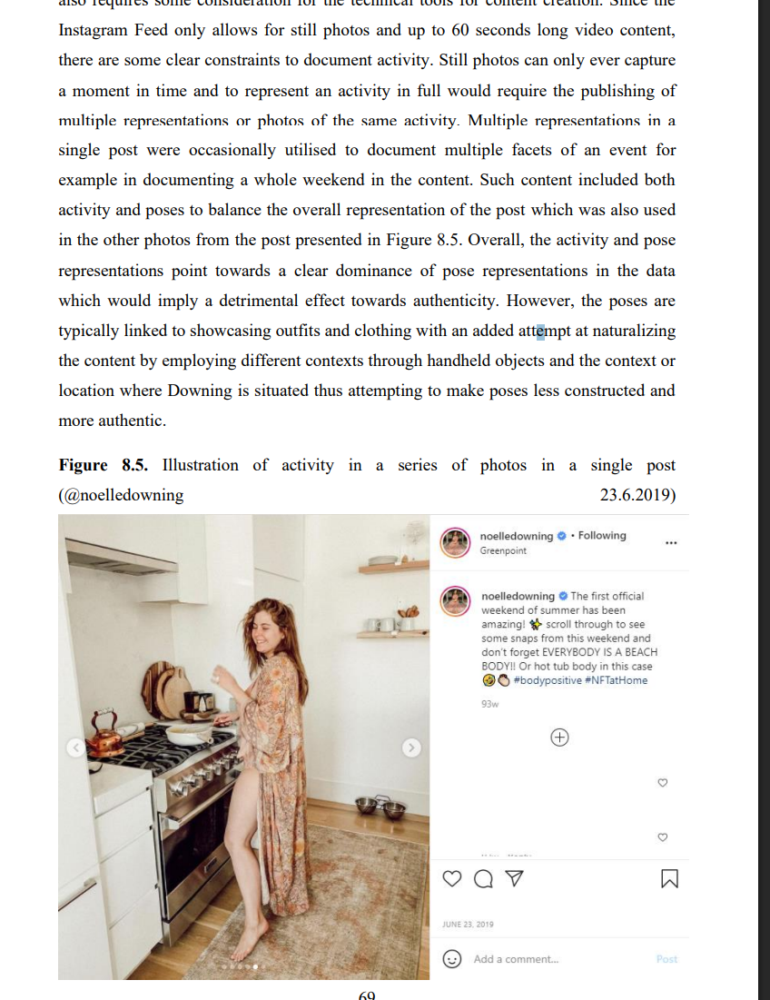 also requires some consideration for the technical tools for content creation. Since the
Instagram Feed only allows for still photos and up to 60 seconds long video content,
there are some clear constraints to document activity. Still photos can only ever capture
a moment in time and to represent an activity in full would require the publishing of
multiple representations or photos of the same activity. Multiple representations in a
single post were occasionally utilised to document multiple facets of an event for
example in documenting a whole weekend in the content. Such content included both
activity and poses to balance the overall representation of the post which was also used
in the other photos from the post presented in Figure 8.5. Overall, the activity and pose
representations point towards a clear dominance of pose representations in the data
which would imply a detrimental effect towards authenticity. However, the poses are
typically linked to showcasing outfits and clothing with an added attempt at naturalizing
the content by employing different contexts through handheld objects and the context or
location where Downing is situated thus attempting to make poses less constructed and
more authentic.
Figure 8.5. Illustration of activity in a series of photos in a single post
(@noelledowning 23.6.2019)
noelledowning • Following
Greenpoint
noelledowning The first official
weekend of summer has been
amazing! ✨ scroll through to see
some snaps from this weekend and
don't forget EVERYBODY IS A BEACH
BODY!! Or hot tub body in this case
🤣👏🏻 #bodypositive #NFTatHome
93w
JUNE 23, 2019
Add a comment...
Post
69